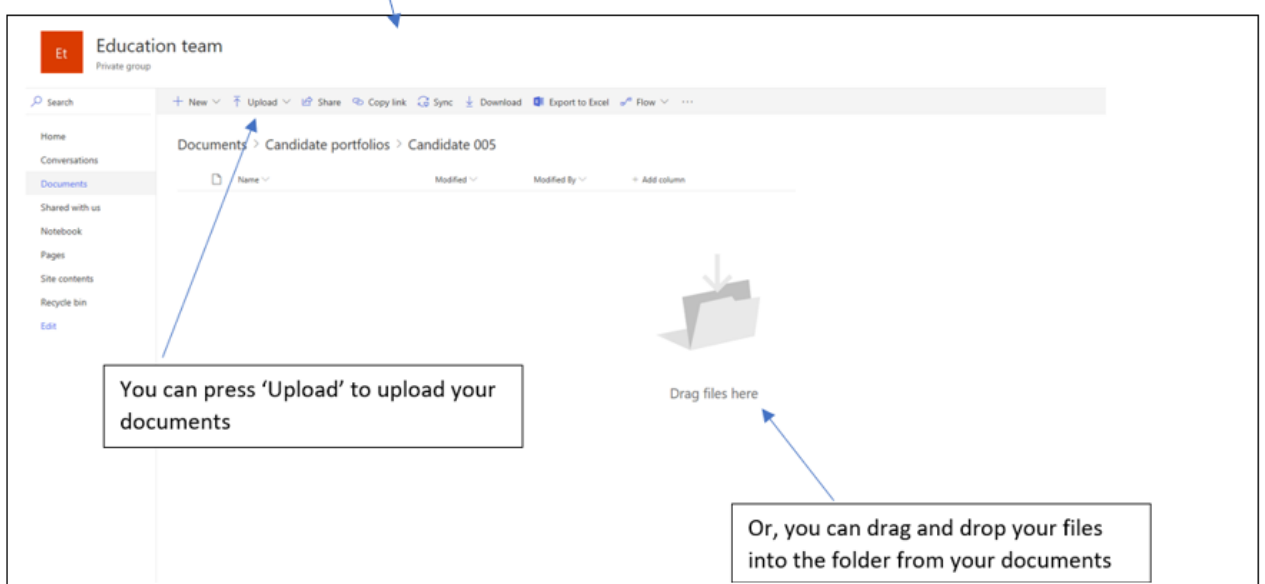 Et
Education team
Private group
Search
+ New Upload Share Copy link Sync Download Export to Excel Flow ...
Home
Conversations
Documents
Shared with us
Notebook
Pages
Site contents
Recycle bin
Edit
Documents > Candidate portfolios > Candidate 005
Name Modified Modified By + Add column
Drag files here
You can press ‘Upload’ to upload your
documents
Or, you can drag and drop your files
into the folder from your documents